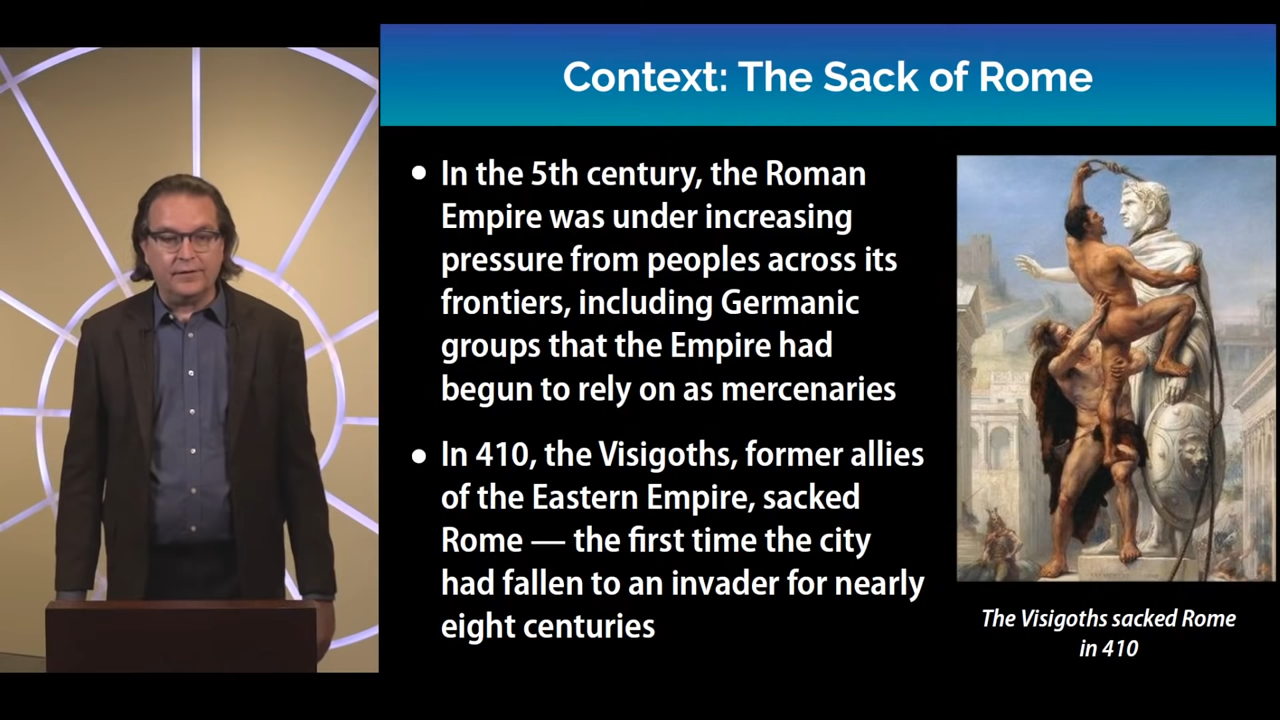 Context: The Sack of Rome
• In the 5th century, the Roman
Empire was under increasing
pressure from peoples across its
frontiers, including Germanic
groups that the Empire had
begun to rely on as mercenaries
• In 410, the Visigoths, former allies
of the Eastern Empire, sacked
Rome — the first time the city
had fallen to an invader for nearly
eight centuries
The Visigoths sacked Rome
in 410